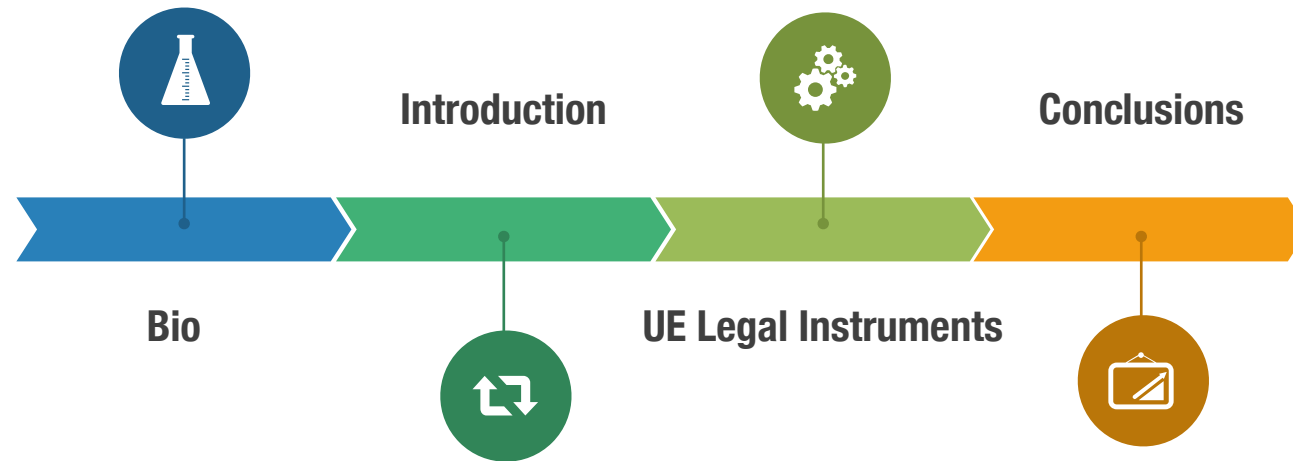 Introduction
Conclusions
Bio
UE Legal Instruments